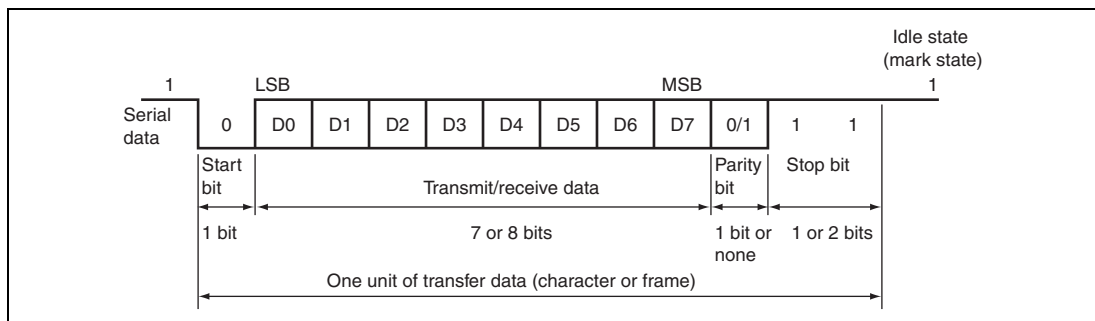 Idle state
(mark state)
1 LSB MSB 1
Serial
data
0 D0 D1 D2 D3 D4 D5 D6 D7 0/1 1 1
Start
bit
Transmit/receive data
Parity
bit
Stop bit
1 bit 7 or 8 bits 1 bit or
none
1 or 2 bits
One unit of transfer data (character or frame)